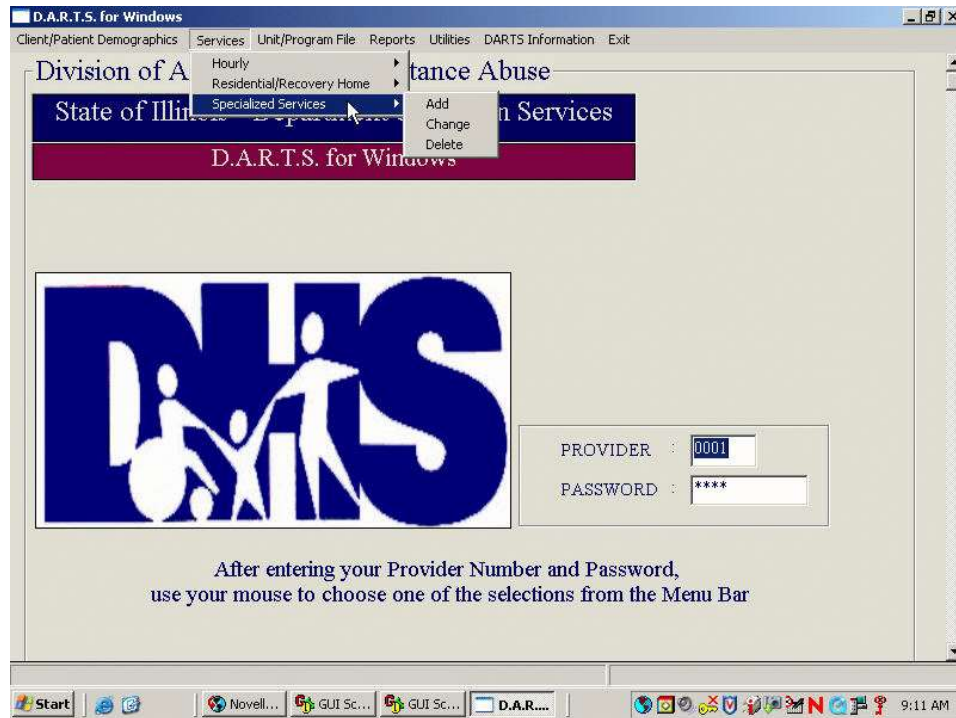 D.A.R.T.S. for Windows
Client/Patient Demographics Services Unit/Program File Reports Utilities DARTS Information Exit
Division of A tance Abuse
Hourly
Residential/Recovery Home
Specialized Services
Add
Change
Delete
State of Illinois n Services
D.A.R.T.S. for Windows
DHS
PROVIDER : 0001
PASSWORD : ****
After entering your Provider Number and Password,
use your mouse to choose one of the selections from the Menu Bar
Start Novell... GUI Sc... GUI Sc... D.A.R.... N 9:11 AM